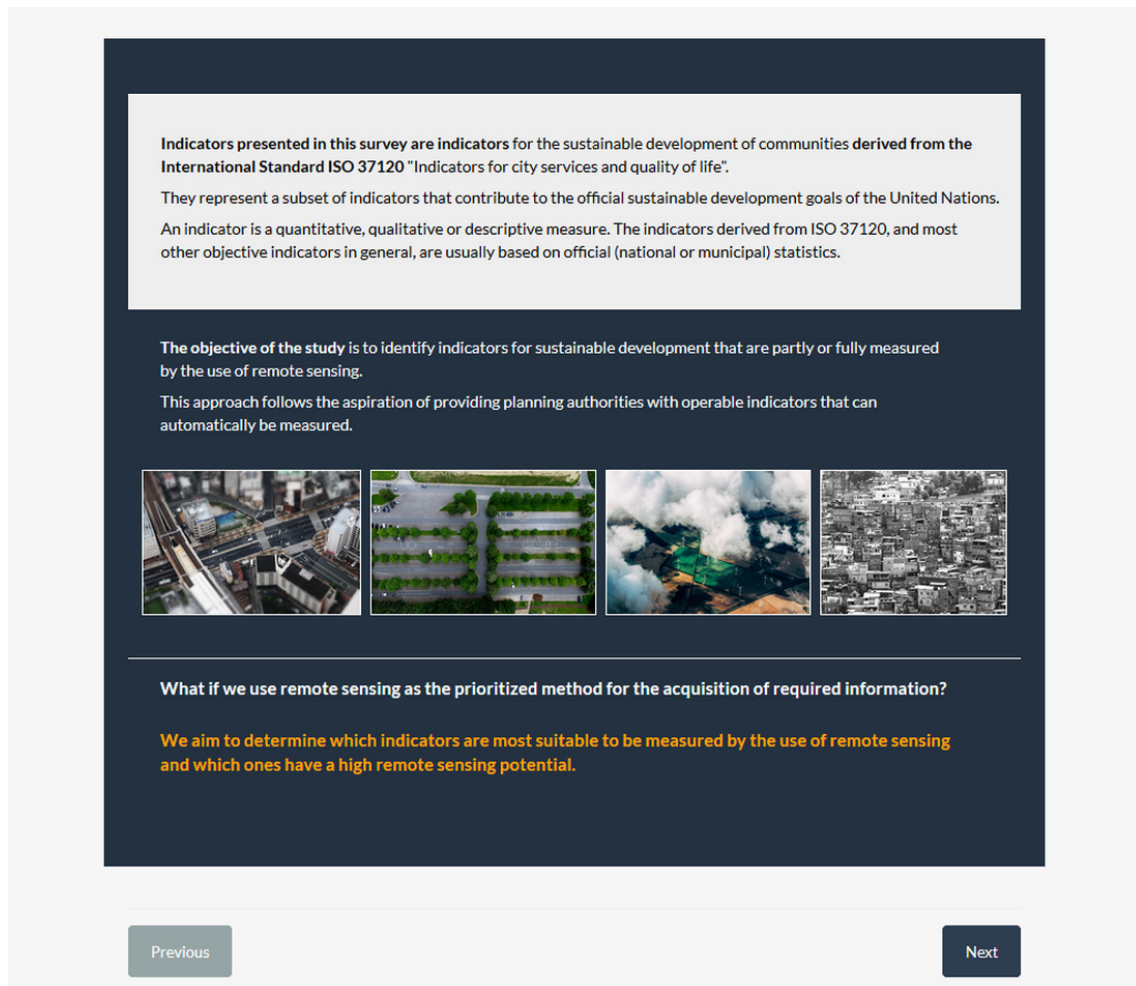 Indicators presented in this survey are indicators for the sustainable development of communities derived from the
International Standard ISO 37120 "Indicators for city services and quality of life".
They represent a subset of indicators that contribute to the official sustainable development goals of the United Nations.
An indicator is a quantitative, qualitative or descriptive measure. The indicators derived from ISO 37120, and most
other objective indicators in general, are usually based on official (national or municipal) statistics.
The objective of the study is to identify indicators for sustainable development that are partly or fully measured
by the use of remote sensing.
This approach follows the aspiration of providing planning authorities with operable indicators that can
automatically be measured.
What if we use remote sensing as the prioritized method for the acquisition of required information?
We aim to determine which indicators are most suitable to be measured by the use of remote sensing
and which ones have a high remote sensing potential.
Previous
Next